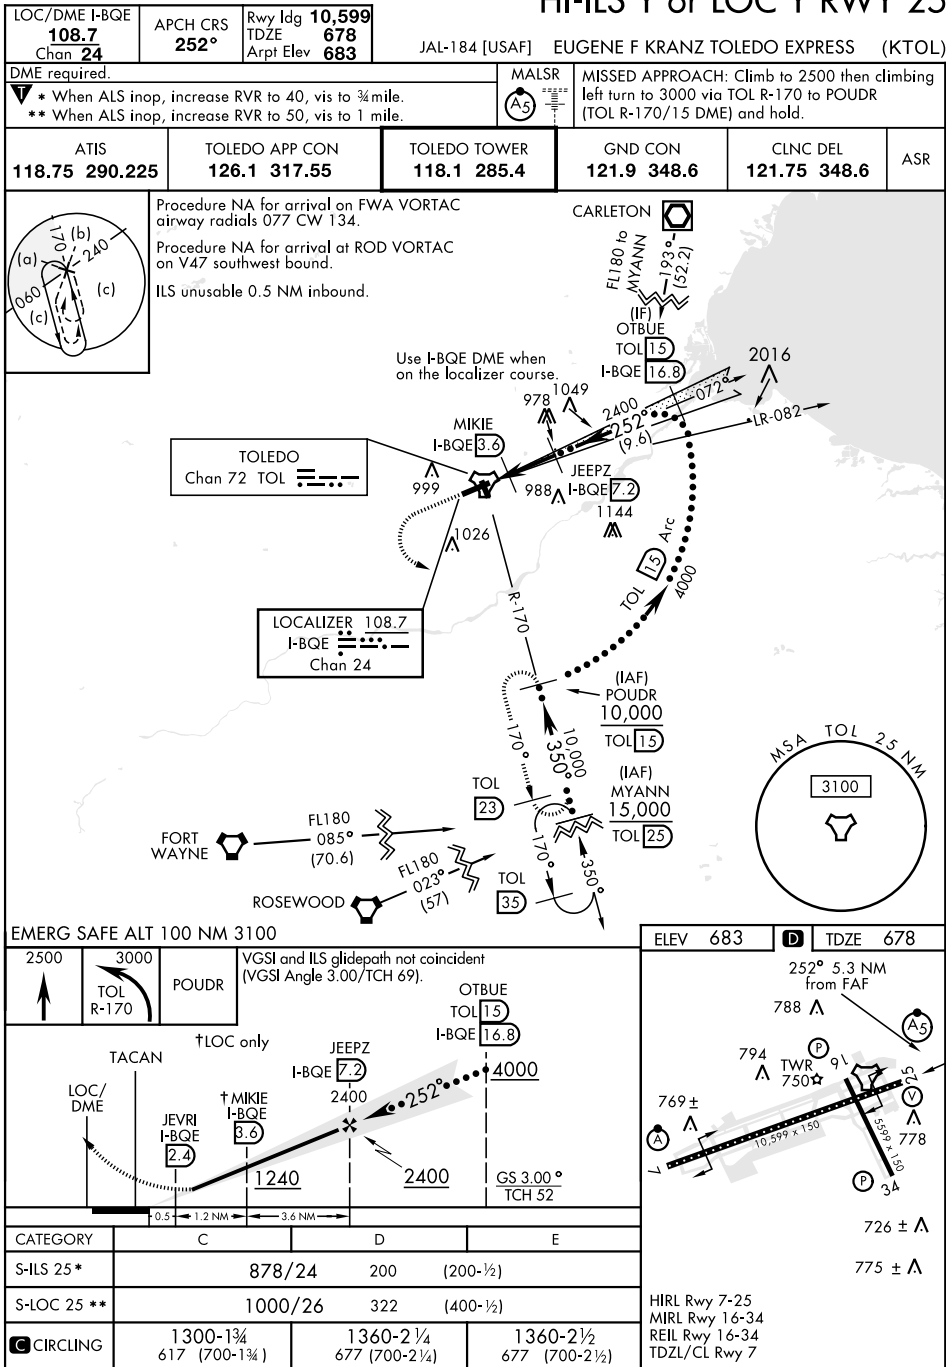 HI-ILS Y or LOC Y RWY 25
LOC/DME I-BQE
108.7
Chan 24
APCH CRS
252°
Rwy ldg 10,599
TDZE 678
Arpt Elev 683
JAL-184 [USAF] EUGENE F KRANZ TOLEDO EXPRESS (KTOL)
DME required.
T * When ALS inop, increase RVR to 40, vis to ¾ mile.
** When ALS inop, increase RVR to 50, vis to 1 mile.
MALSR
A5
MISSED APPROACH: Climb to 2500 then climbing
left turn to 3000 via TOL R-170 to POUDR
(TOL R-170/15 DME) and hold.
ATIS
118.75 290.225
TOLEDO APP CON
126.1 317.55
TOLEDO TOWER
118.1 285.4
GND CON
121.9 348.6
CLNC DEL
121.75 348.6
ASR
170
(b)
240
(a)
(c)
060
(c)
Procedure NA for arrival on FWA VORTAC
airway radials 077 CW 134.
Procedure NA for arrival at ROD VORTAC
on V47 southwest bound.
ILS unusable 0.5 NM inbound.
CARLETON
FL180 to
MYANN
193°
(52.2)
(IF)
OTBUE
TOL 15
I-BQE 16.8
2016
Use I-BQE DME when
on the localizer course.
1049
978
2400
072°
252°
(9.6)
LR-082
MIKIE
I-BQE 3.6
JEEPZ
I-BQE 7.2
TOLEDO
Chan 72 TOL
999
988
1144
1026
TOL 15 Arc
4000
LOCALIZER 108.7
I-BQE
Chan 24
R-170
(IAF)
POUDR
10,000
TOL 15
170°
350°
10,000
(IAF)
MYANN
15,000
TOL 25
TOL
23
MSA TOL 25 NM
3100
FORT
WAYNE
FL180
085°
(70.6)
ROSEWOOD
FL180
023°
(57)
TOL
35
170°
350°
EMERG SAFE ALT 100 NM 3100
2500
3000
TOL
R-170
POUDR
VGSI and ILS glidepath not coincident
(VGSI Angle 3.00/TCH 69).
OTBUE
TOL 15
I-BQE 16.8
†LOC only
TACAN
LOC/
DME
JEEPZ
I-BQE 7.2
2400
252°
4000
JEVRI
I-BQE
2.4
† MIKIE
I-BQE
3.6
1240
2400
GS 3.00°
TCH 52
0.5
1.2 NM
3.6 NM
ELEV 683
D
TDZE 678
252° 5.3 NM
from FAF
788
A5
794
P
TWR
750
16
25
V
778
769 ±
A
10,599 x 150
5599 x 150
7
P
34
726 ±
775 ±
HIRL Rwy 7-25
MIRL Rwy 16-34
REIL Rwy 16-34
TDZL/CL Rwy 7
CATEGORY C D E
S-ILS 25* 878/24 200 (200-½)
S-LOC 25 ** 1000/26 322 (400-½)
C CIRCLING
1300-1¾
617 (700-1¾)
1360-2¼
677 (700-2¼)
1360-2½
677 (700-2½)